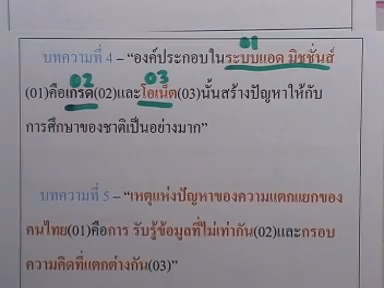 01
บทความที่ 4 – “องค์ประกอบในระบบแอด มิชชั่นส์
02 03
(01)คือเกรด(02)และโอเน็ต(03)นั้นสร้างปัญหาให้กับ
การศึกษาของชาติเป็นอย่างมาก”
บทความที่ 5 – “เหตุแห่งปัญหาของความแตกแยกของ
คนไทย(01)คือการ รับรู้ข้อมูลที่ไม่เท่ากัน(02)และกรอบ
ความคิดที่แตกต่างกัน(03)”